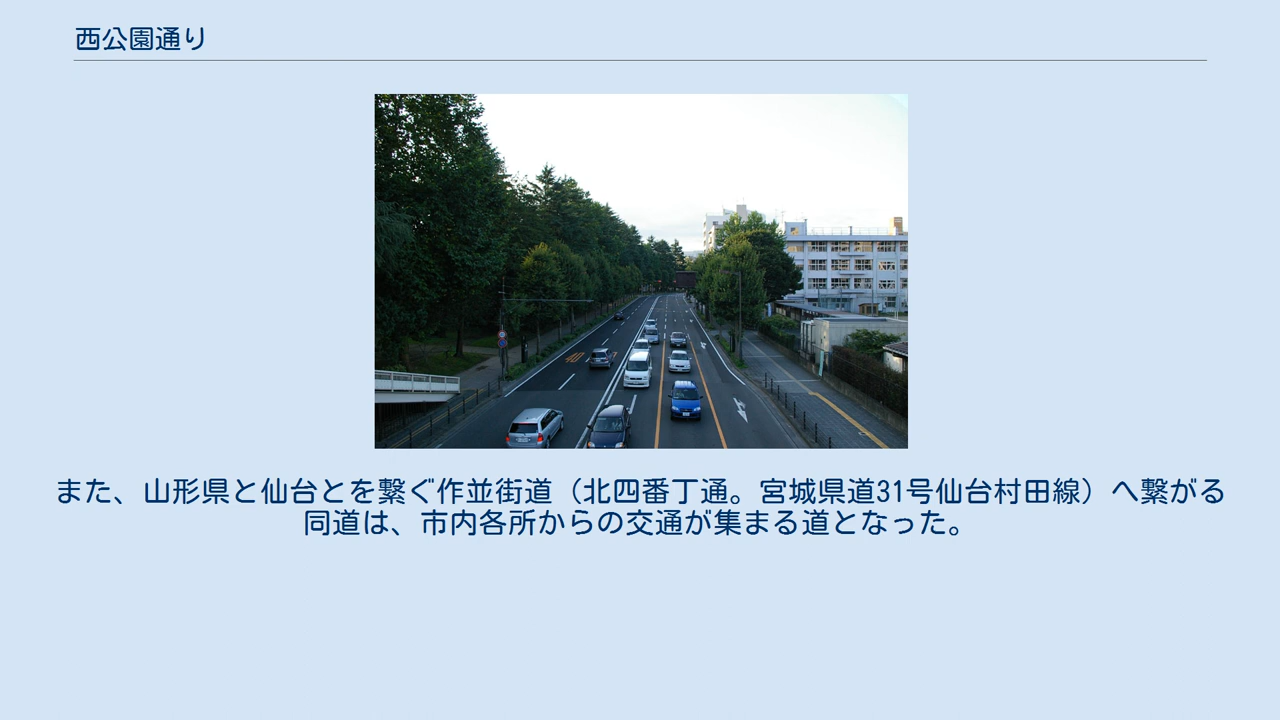 西公園通り
40
また、山形県と仙台とを繋ぐ作並街道（北四番丁通。宮城県道31号仙台村田線）へ繋がる
同道は、市内各所からの交通が集まる道となった。